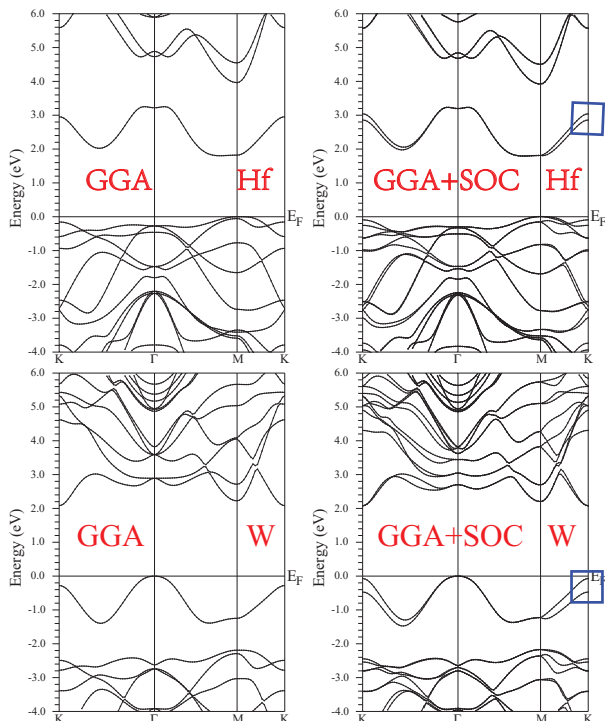 6.0
5.0
4.0
3.0
2.0
1.0
0.0
-1.0
-2.0
-3.0
-4.0
Energy (eV)
GGA Hf
E_F
K Γ M K
6.0
5.0
4.0
3.0
2.0
1.0
0.0
-1.0
-2.0
-3.0
-4.0
Energy (eV)
GGA+SOC Hf
E_F
K Γ M K
6.0
5.0
4.0
3.0
2.0
1.0
0.0
-1.0
-2.0
-3.0
-4.0
Energy (eV)
GGA W
E_F
K Γ M K
6.0
5.0
4.0
3.0
2.0
1.0
0.0
-1.0
-2.0
-3.0
-4.0
Energy (eV)
GGA+SOC W
E_F
K Γ M K